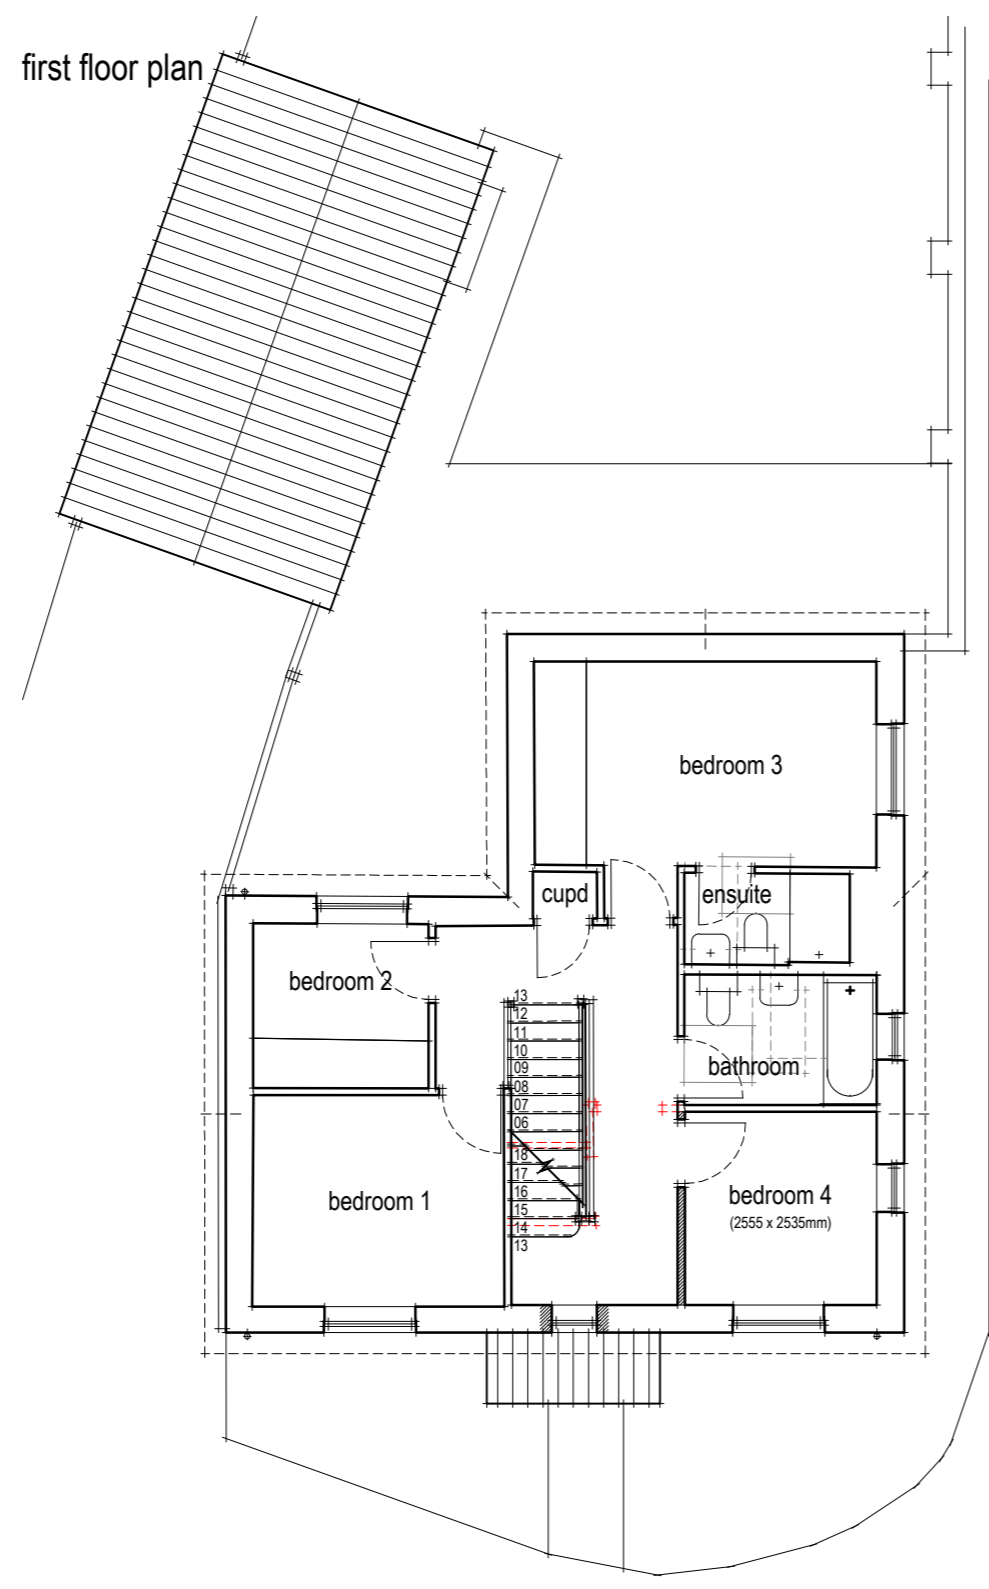 first floor plan
bedroom 3
cupd
ensuite
bedroom 2
13
12
11
10
09
08
07
06
18
17
16
15
14
13
bathroom
bedroom 1
bedroom 4
(2555 x 2535mm)